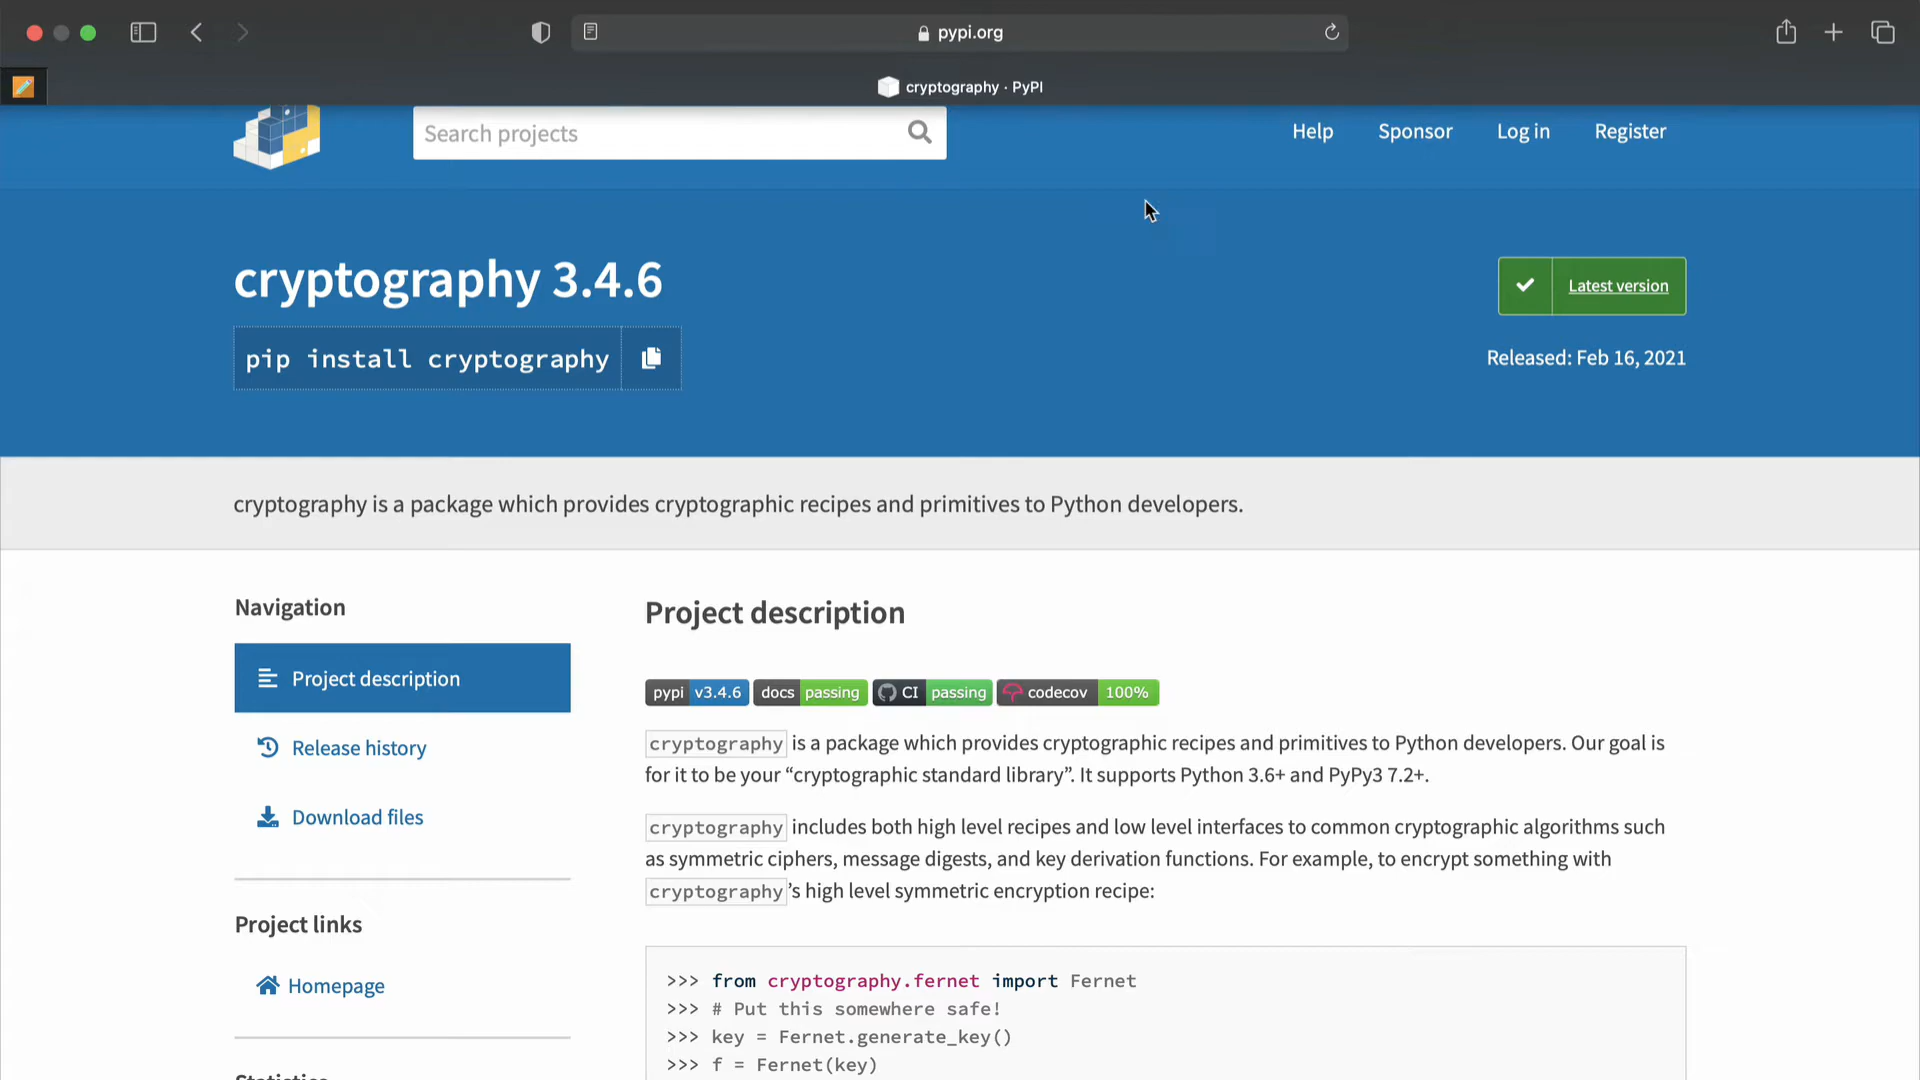 pypi.org
cryptography · PyPI
Search projects
Help
Sponsor
Log in
Register
cryptography 3.4.6
Latest version
pip install cryptography
Released: Feb 16, 2021
cryptography is a package which provides cryptographic recipes and primitives to Python developers.
Navigation
Project description
Release history
Download files
Project links
Homepage
Statistics
Project description
pypi v3.4.6 docs passing CI passing codecov 100%
cryptography is a package which provides cryptographic recipes and primitives to Python developers. Our goal is
for it to be your “cryptographic standard library”. It supports Python 3.6+ and PyPy3 7.2+.
cryptography includes both high level recipes and low level interfaces to common cryptographic algorithms such
as symmetric ciphers, message digests, and key derivation functions. For example, to encrypt something with
cryptography’s high level symmetric encryption recipe:
>>> from cryptography.fernet import Fernet
>>> # Put this somewhere safe!
>>> key = Fernet.generate_key()
>>> f = Fernet(key)